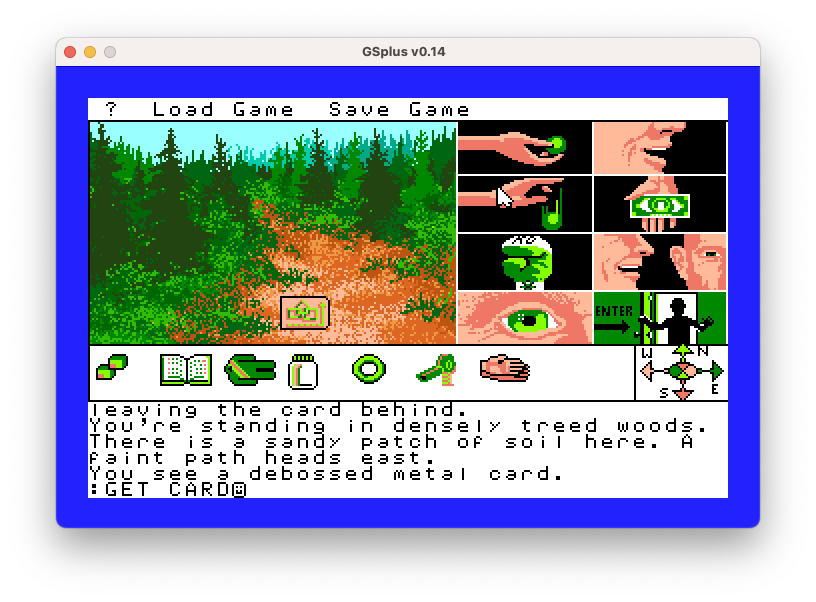 GSplus v0.14
? Load Game Save Game
ENTER
W N
S E
leaving the card behind.
You're standing in densely treed woods.
There is a sandy patch of soil here. A
faint path heads east.
You see a debossed metal card.
:GET CARD